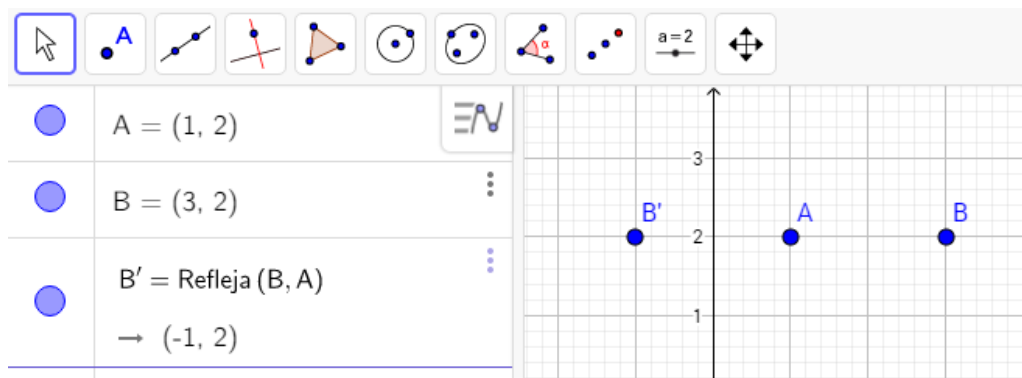 A
α
a=2
A = (1, 2)
B = (3, 2)
B′ = Refleja (B, A)
→ (-1, 2)
3
B'
A
B
2
1